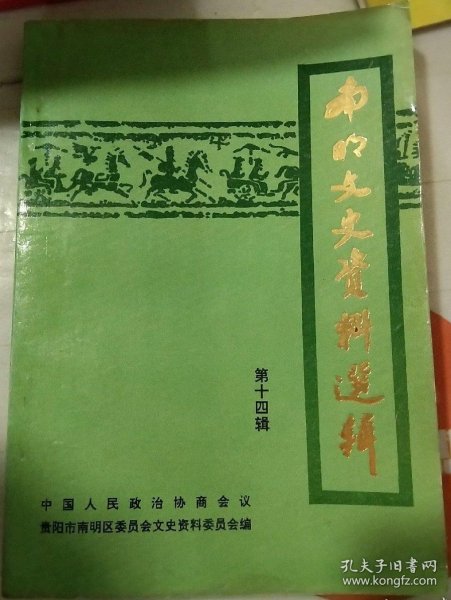 南明文史资料選辑
第十四辑
中国人民政治协商会议
贵阳市南明区委员会文史资料委员会编
孔夫子旧书网
www.kongfz.com